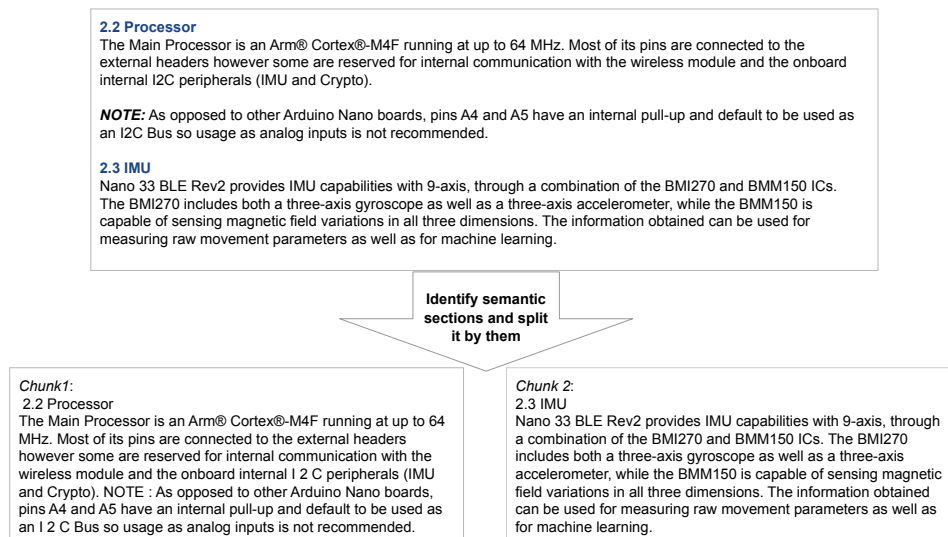 2.2 Processor
The Main Processor is an Arm® Cortex®-M4F running at up to 64 MHz. Most of its pins are connected to the
external headers however some are reserved for internal communication with the wireless module and the onboard
internal I2C peripherals (IMU and Crypto).
NOTE: As opposed to other Arduino Nano boards, pins A4 and A5 have an internal pull-up and default to be used as
an I2C Bus so usage as analog inputs is not recommended.
2.3 IMU
Nano 33 BLE Rev2 provides IMU capabilities with 9-axis, through a combination of the BMI270 and BMM150 ICs.
The BMI270 includes both a three-axis gyroscope as well as a three-axis accelerometer, while the BMM150 is
capable of sensing magnetic field variations in all three dimensions. The information obtained can be used for
measuring raw movement parameters as well as for machine learning.
Identify semantic
sections and split
it by them
Chunk1:
2.2 Processor
The Main Processor is an Arm® Cortex®-M4F running at up to 64
MHz. Most of its pins are connected to the external headers
however some are reserved for internal communication with the
wireless module and the onboard internal I 2 C peripherals (IMU
and Crypto). NOTE : As opposed to other Arduino Nano boards,
pins A4 and A5 have an internal pull-up and default to be used as
an I 2 C Bus so usage as analog inputs is not recommended.
Chunk 2:
2.3 IMU
Nano 33 BLE Rev2 provides IMU capabilities with 9-axis, through
a combination of the BMI270 and BMM150 ICs. The BMI270
includes both a three-axis gyroscope as well as a three-axis
accelerometer, while the BMM150 is capable of sensing magnetic
field variations in all three dimensions. The information obtained
can be used for measuring raw movement parameters as well as
for machine learning.